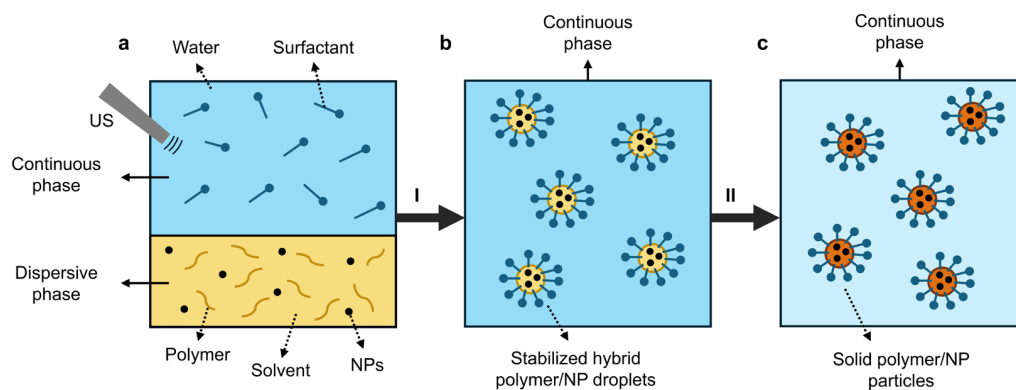 a
Water
Surfactant
US
Continuous
phase
Dispersive
phase
Polymer
Solvent
NPs
I
b
Continuous
phase
Stabilized hybrid
polymer/NP droplets
II
c
Continuous
phase
Solid polymer/NP
particles